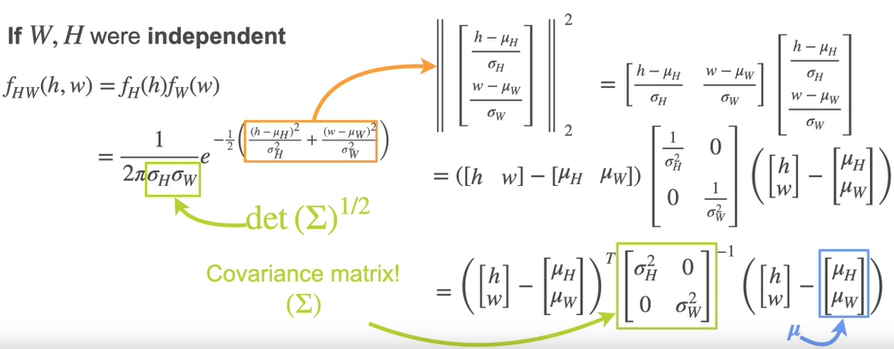 If W, H were independent
f_{HW}(h, w) = f_H(h)f_W(w)
= \frac{1}{2\pi\sigma_H\sigma_W} e^{-\frac{1}{2}\left(\frac{(h-\mu_H)^2}{\sigma_H^2} + \frac{(w-\mu_W)^2}{\sigma_W^2}\right)}
det (Σ)^{1/2}
Covariance matrix!
(Σ)
\left\| \begin{bmatrix} \frac{h-\mu_H}{\sigma_H} \\ \frac{w-\mu_W}{\sigma_W} \end{bmatrix} \right\|_2^2 = \begin{bmatrix} \frac{h-\mu_H}{\sigma_H} & \frac{w-\mu_W}{\sigma_W} \end{bmatrix} \begin{bmatrix} \frac{h-\mu_H}{\sigma_H} \\ \frac{w-\mu_W}{\sigma_W} \end{bmatrix}
= ([h \; w] - [\mu_H \; \mu_W]) \begin{bmatrix} \frac{1}{\sigma_H^2} & 0 \\ 0 & \frac{1}{\sigma_W^2} \end{bmatrix} \left( \begin{bmatrix} h \\ w \end{bmatrix} - \begin{bmatrix} \mu_H \\ \mu_W \end{bmatrix} \right)
= \left( \begin{bmatrix} h \\ w \end{bmatrix} - \begin{bmatrix} \mu_H \\ \mu_W \end{bmatrix} \right)^T \begin{bmatrix} \sigma_H^2 & 0 \\ 0 & \sigma_W^2 \end{bmatrix}^{-1} \left( \begin{bmatrix} h \\ w \end{bmatrix} - \begin{bmatrix} \mu_H \\ \mu_W \end{bmatrix} \right)
μ